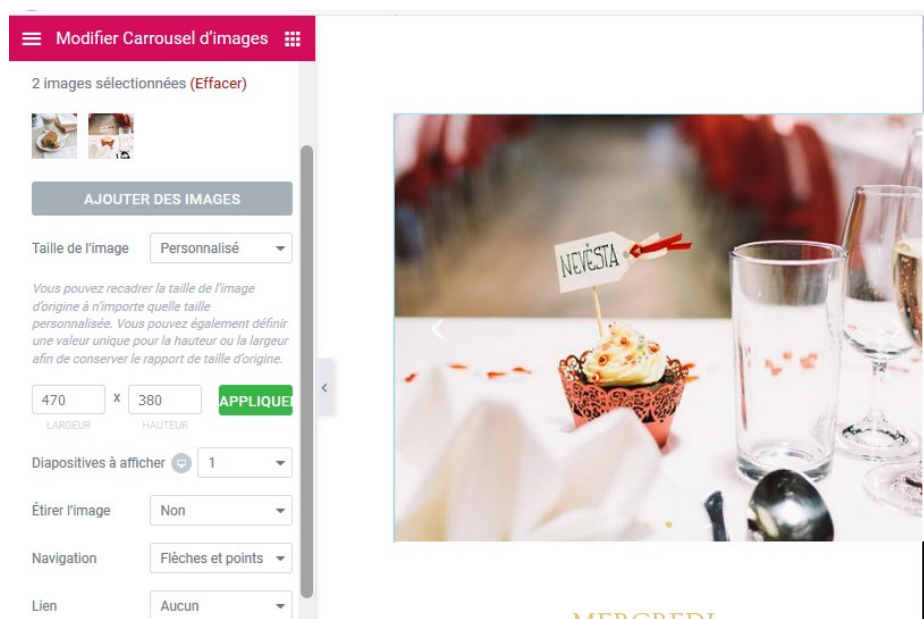 Modifier Carrousel d'images
2 images sélectionnées (Effacer)
AJOUTER DES IMAGES
Taille de l'image Personnalisé
Vous pouvez recadrer la taille de l'image
d'origine à n'importe quelle taille
personnalisée. Vous pouvez également définir
une valeur unique pour la hauteur ou la largeur
afin de conserver le rapport de taille d'origine.
470 x 380 APPLIQUE
LARGEUR HAUTEUR
Diapositives à afficher 1
Étirer l'image Non
Navigation Flèches et points
Lien Aucun
NEVĚSTA
MERCREDI